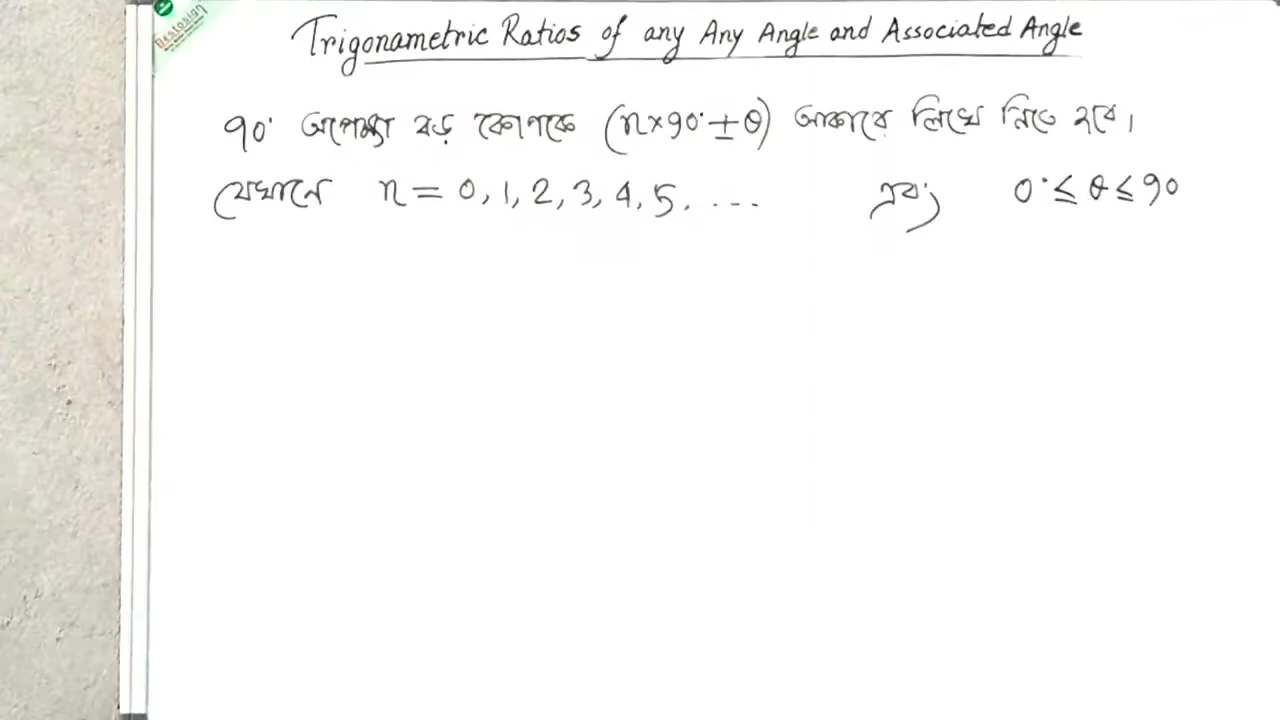 Bestosign
Trigonametric Ratios of any Any Angle and Associated Angle
90° অপেক্ষা বড় কোণকে (n×90°±θ) আকারে লিখে নিতে হবে।
যেখানে n = 0, 1, 2, 3, 4, 5, ... এবং 0° ≤ θ ≤ 90